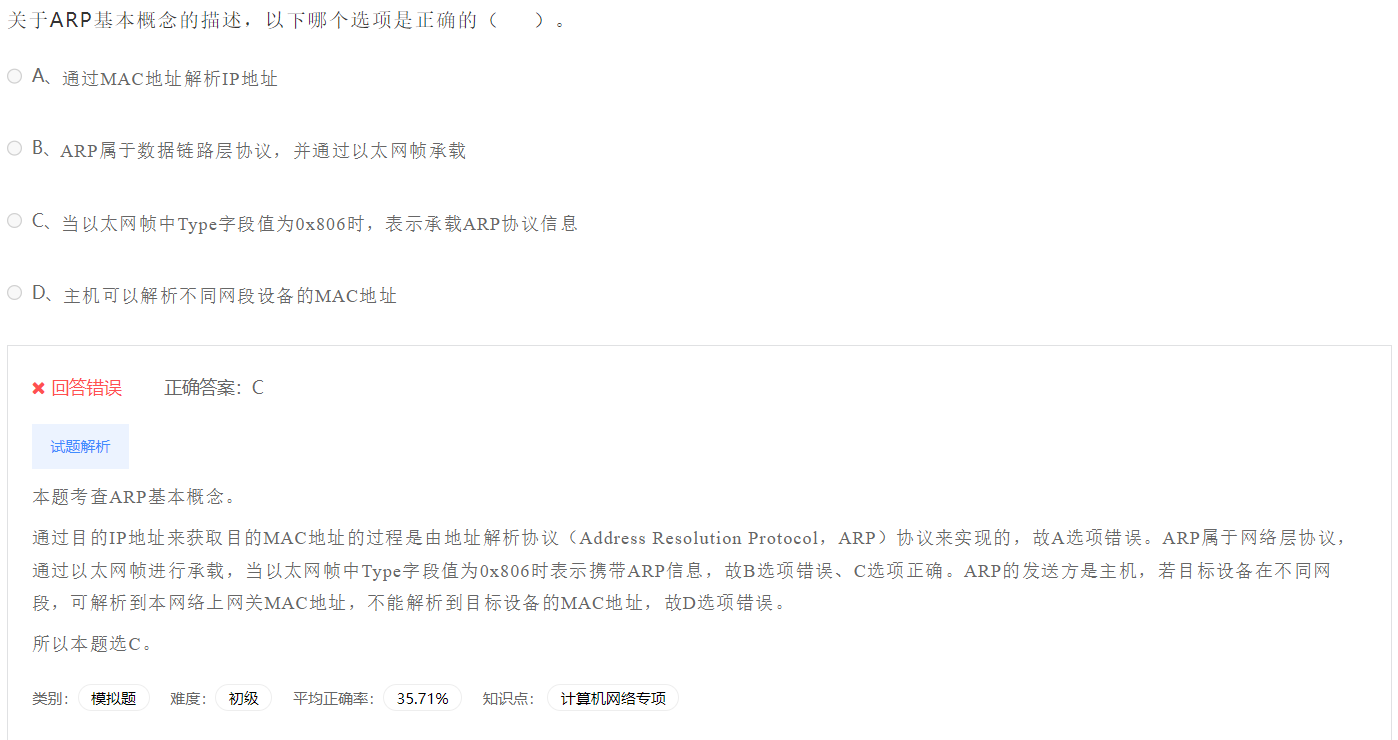 关于ARP基本概念的描述，以下哪个选项是正确的（　　）。
A、通过MAC地址解析IP地址
B、ARP属于数据链路层协议，并通过以太网帧承载
C、当以太网帧中Type字段值为0x806时，表示承载ARP协议信息
D、主机可以解析不同网段设备的MAC地址
✖ 回答错误　　正确答案：C
试题解析
本题考查ARP基本概念。
通过目的IP地址来获取目的MAC地址的过程是由地址解析协议（Address Resolution Protocol，ARP）协议来实现的，故A选项错误。ARP属于网络层协议，
通过以太网帧进行承载，当以太网帧中Type字段值为0x806时表示携带ARP信息，故B选项错误、C选项正确。ARP的发送方是主机，若目标设备在不同网
段，可解析到本网络上网关MAC地址，不能解析到目标设备的MAC地址，故D选项错误。
所以本题选C。
类别： 模拟题　难度： 初级　平均正确率： 35.71%　知识点： 计算机网络专项